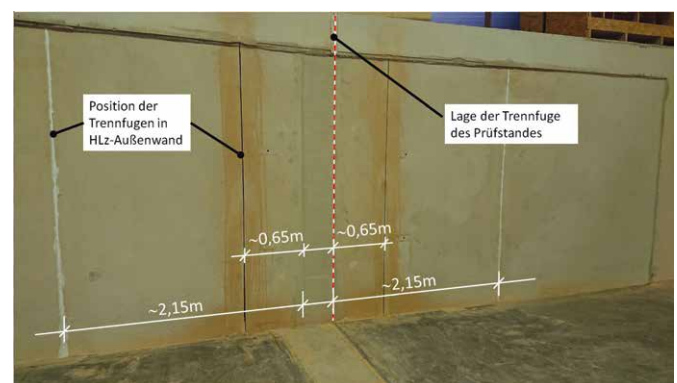 Position der
Trennfugen in
HLz-Außenwand
Lage der Trennfuge
des Prüfstandes
~0,65m
~0,65m
~2,15m
~2,15m